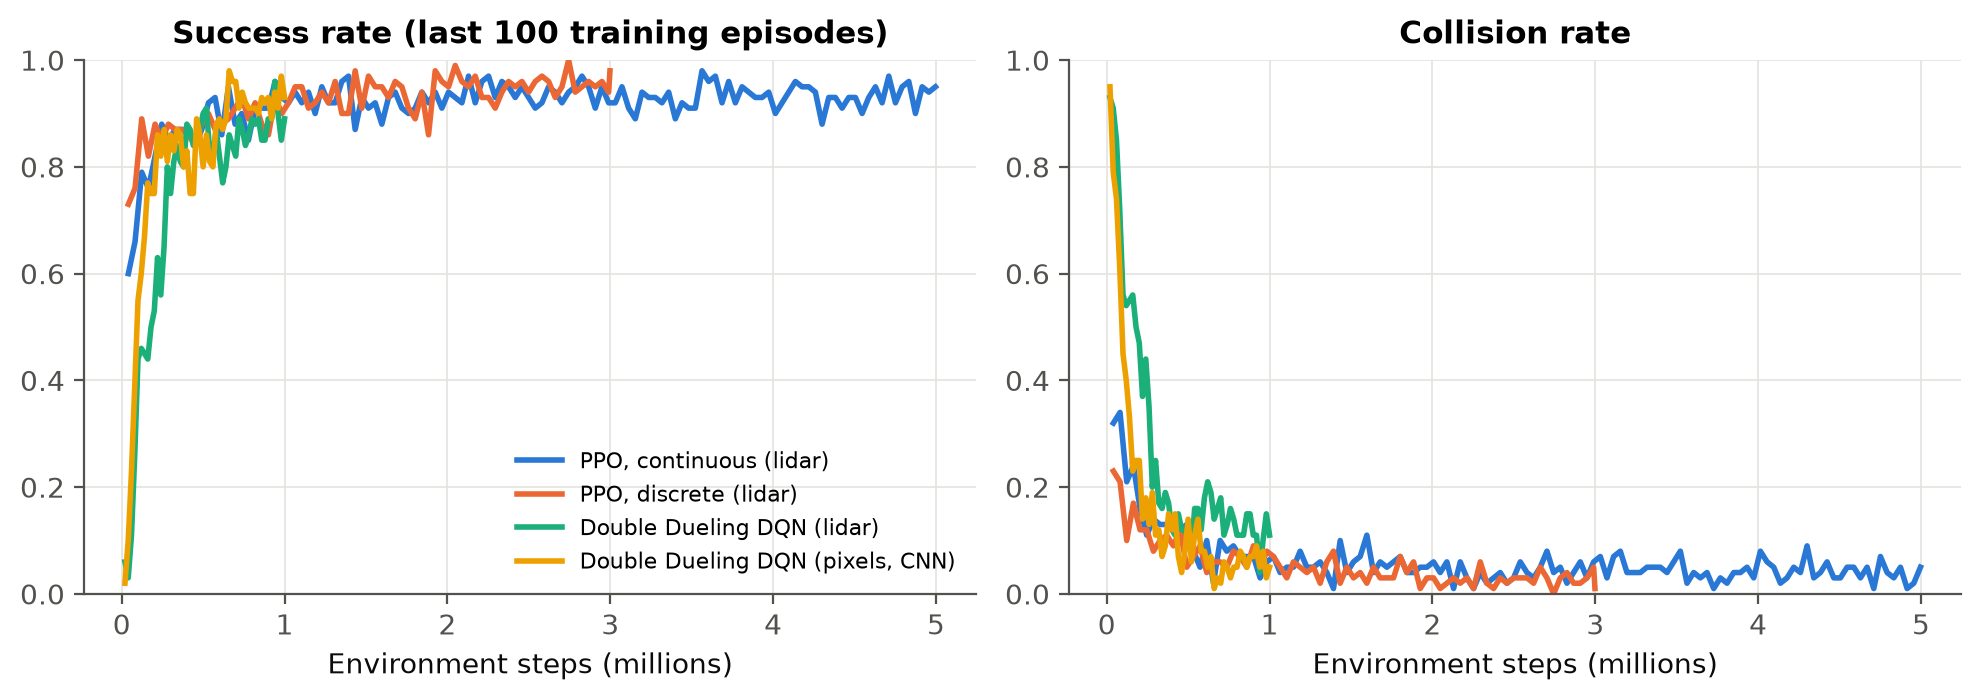 Success rate (last 100 training episodes)
1.0
0.8
0.6
0.4
0.2
0.0
PPO, continuous (lidar)
PPO, discrete (lidar)
Double Dueling DQN (lidar)
Double Dueling DQN (pixels, CNN)
0 1 2 3 4 5
Environment steps (millions)
Collision rate
1.0
0.8
0.6
0.4
0.2
0.0
0 1 2 3 4 5
Environment steps (millions)